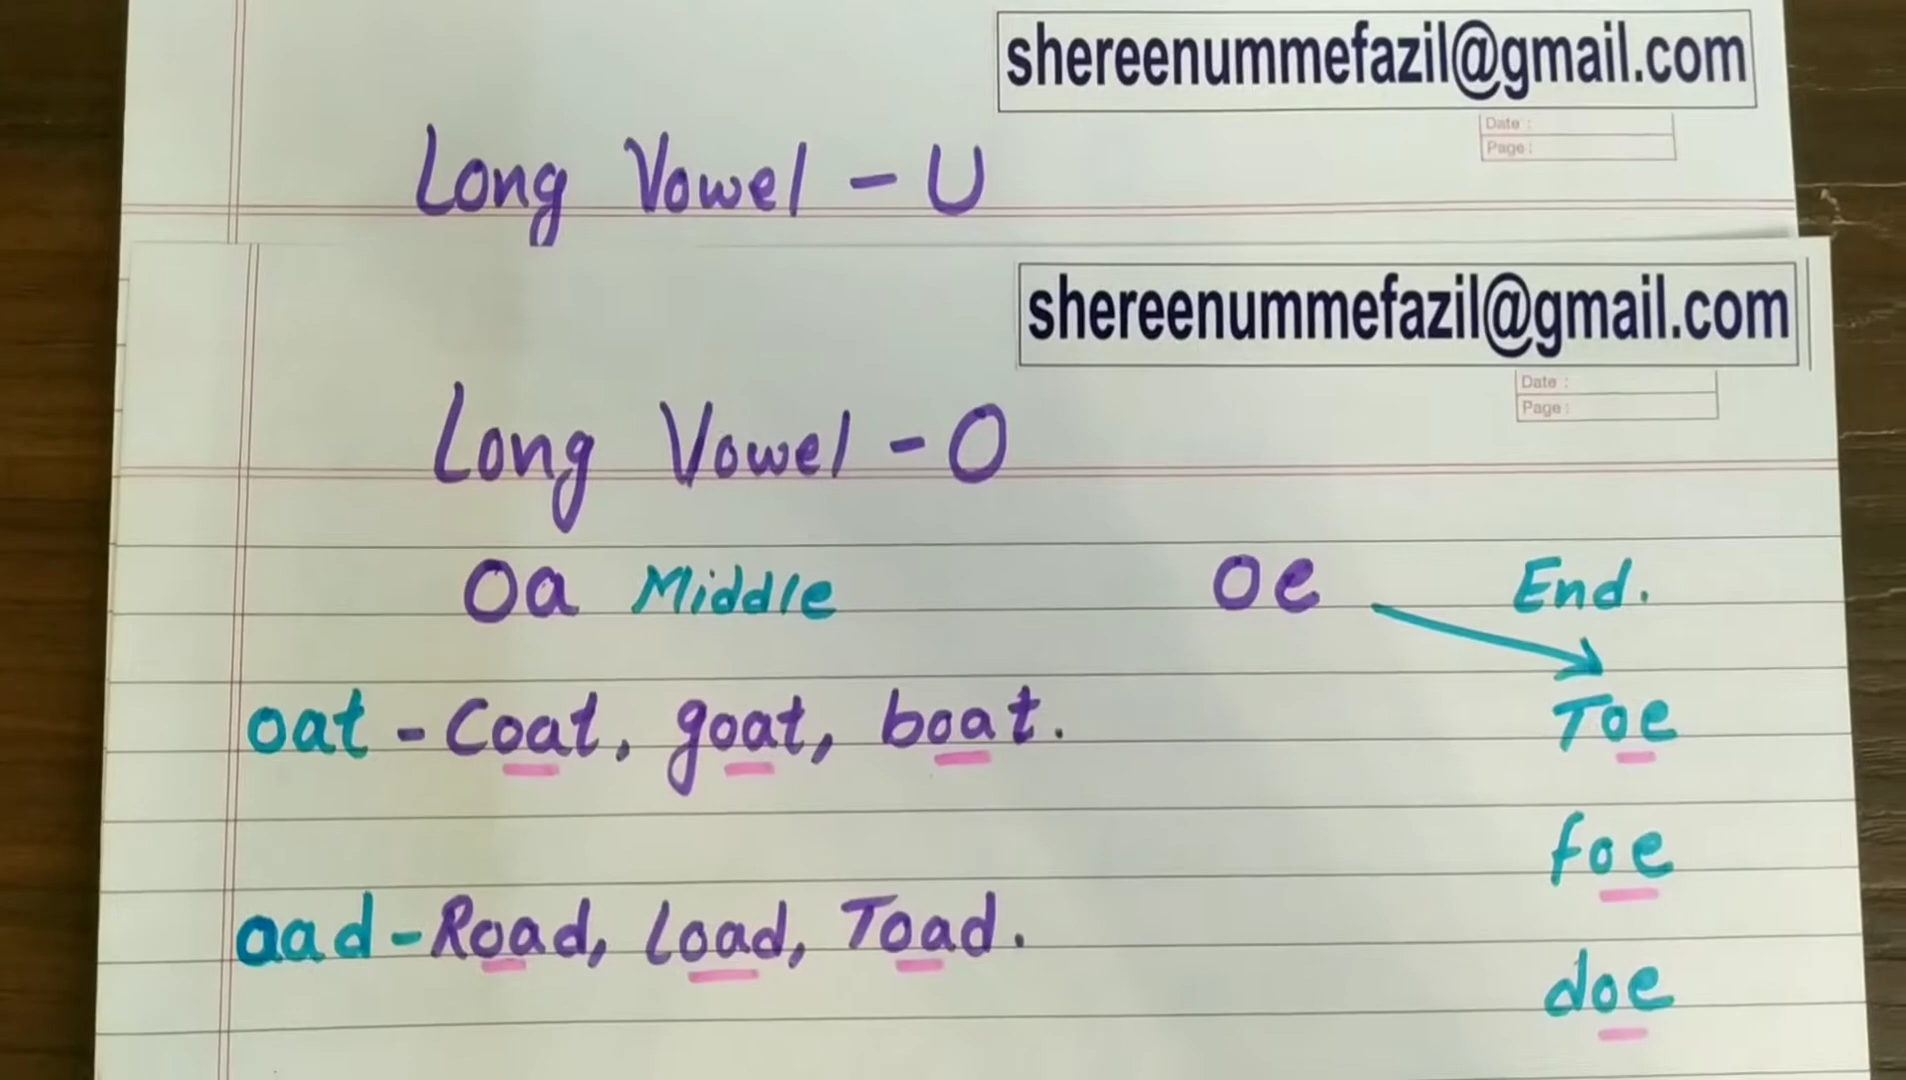 shereenummefazil@gmail.com
Date :
Page :
Long Vowel - U
shereenummefazil@gmail.com
Date :
Page :
Long Vowel - O
Oa Middle Oe End.
oat - Coat, goat, boat. Toe
foe
aad - Road, Load, Toad.
doe